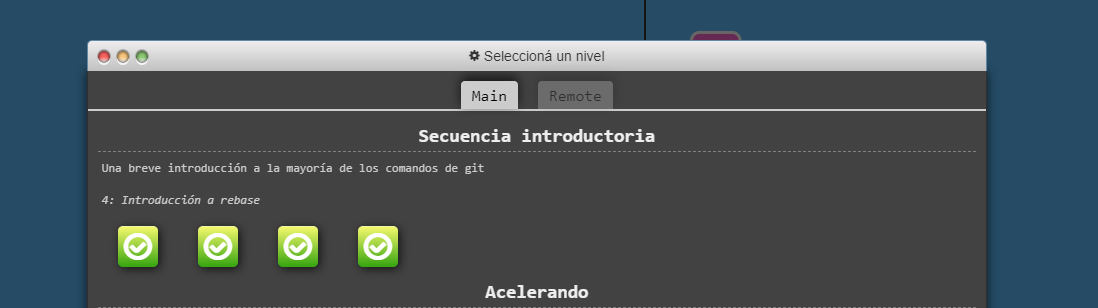 Seleccioná un nivel
Main
Remote
Secuencia introductoria
Una breve introducción a la mayoría de los comandos de git
4: Introducción a rebase
Acelerando